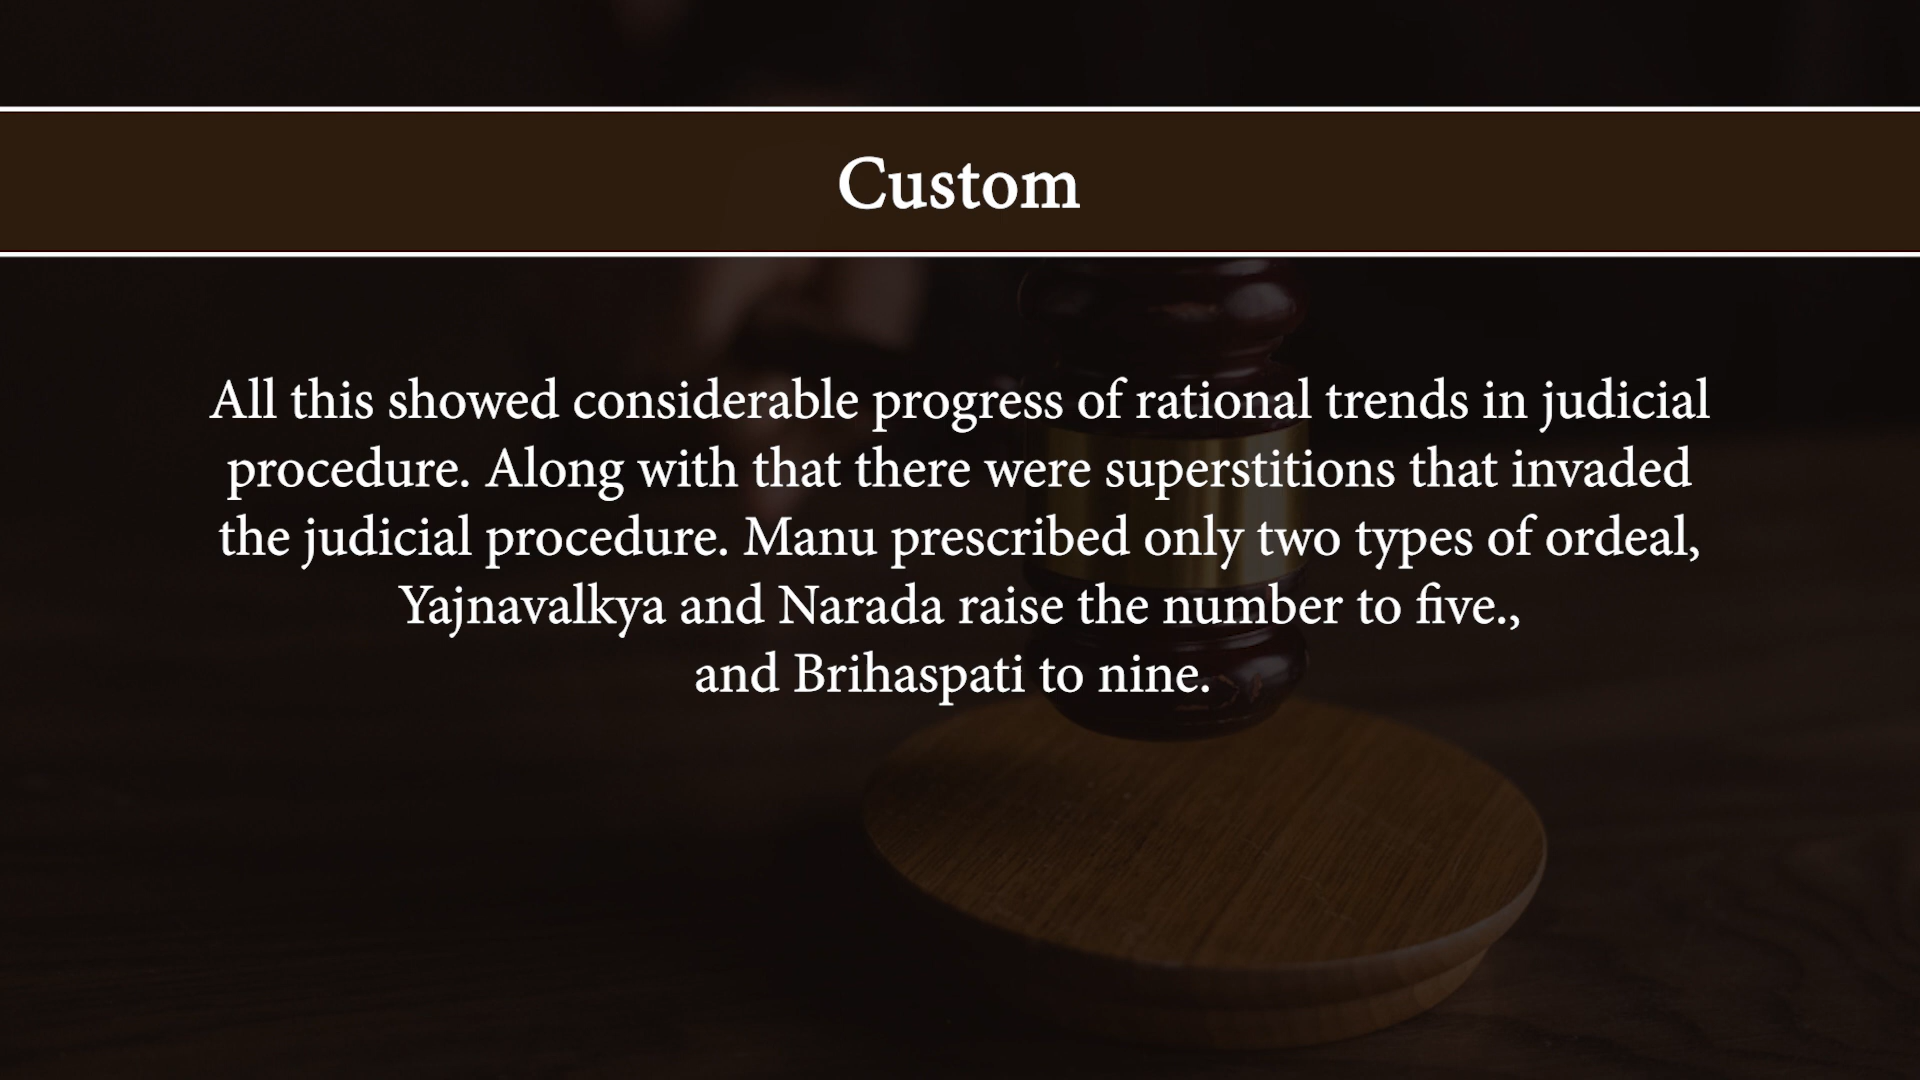 Custom
All this showed considerable progress of rational trends in judicial
procedure. Along with that there were superstitions that invaded
the judicial procedure. Manu prescribed only two types of ordeal,
Yajnavalkya and Narada raise the number to five.,
and Brihaspati to nine.